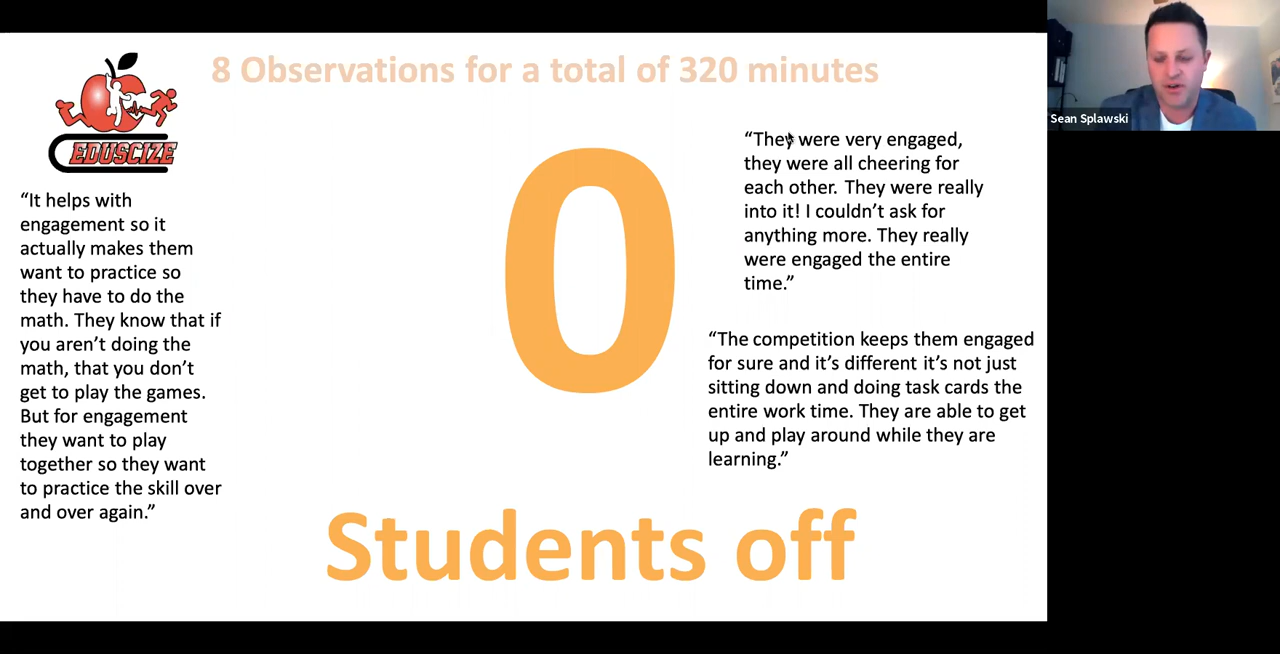 8 Observations for a total of 320 minutes
Sean Splawski
EDUSCIZE
“It helps with
engagement so it
actually makes them
want to practice so
they have to do the
math. They know that if
you aren’t doing the
math, that you don’t
get to play the games.
But for engagement
they want to play
together so they want
to practice the skill over
and over again.”
0
“They were very engaged,
they were all cheering for
each other. They were really
into it! I couldn’t ask for
anything more. They really
were engaged the entire
time.”
“The competition keeps them engaged
for sure and it’s different it’s not just
sitting down and doing task cards the
entire work time. They are able to get
up and play around while they are
learning.”
Students off